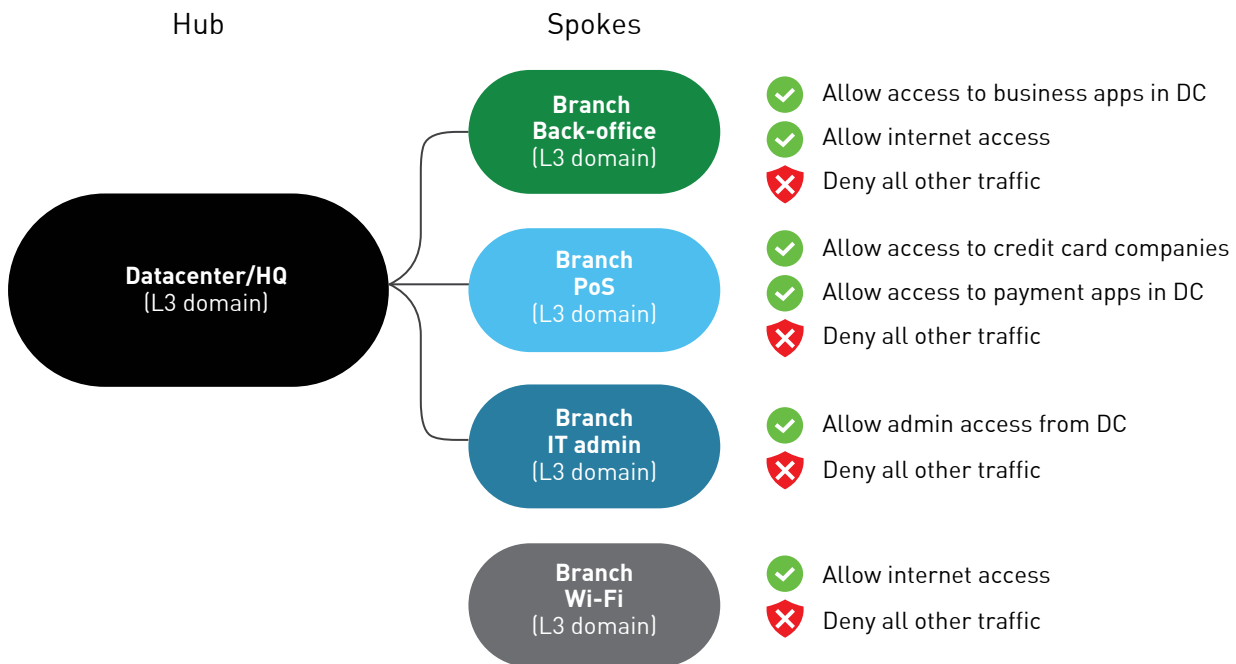 Hub
Spokes
Datacenter/HQ
(L3 domain)
Branch
Back-office
(L3 domain)
Allow access to business apps in DC
Allow internet access
Deny all other traffic
Branch
PoS
(L3 domain)
Allow access to credit card companies
Allow access to payment apps in DC
Deny all other traffic
Branch
IT admin
(L3 domain)
Allow admin access from DC
Deny all other traffic
Branch
Wi-Fi
(L3 domain)
Allow internet access
Deny all other traffic